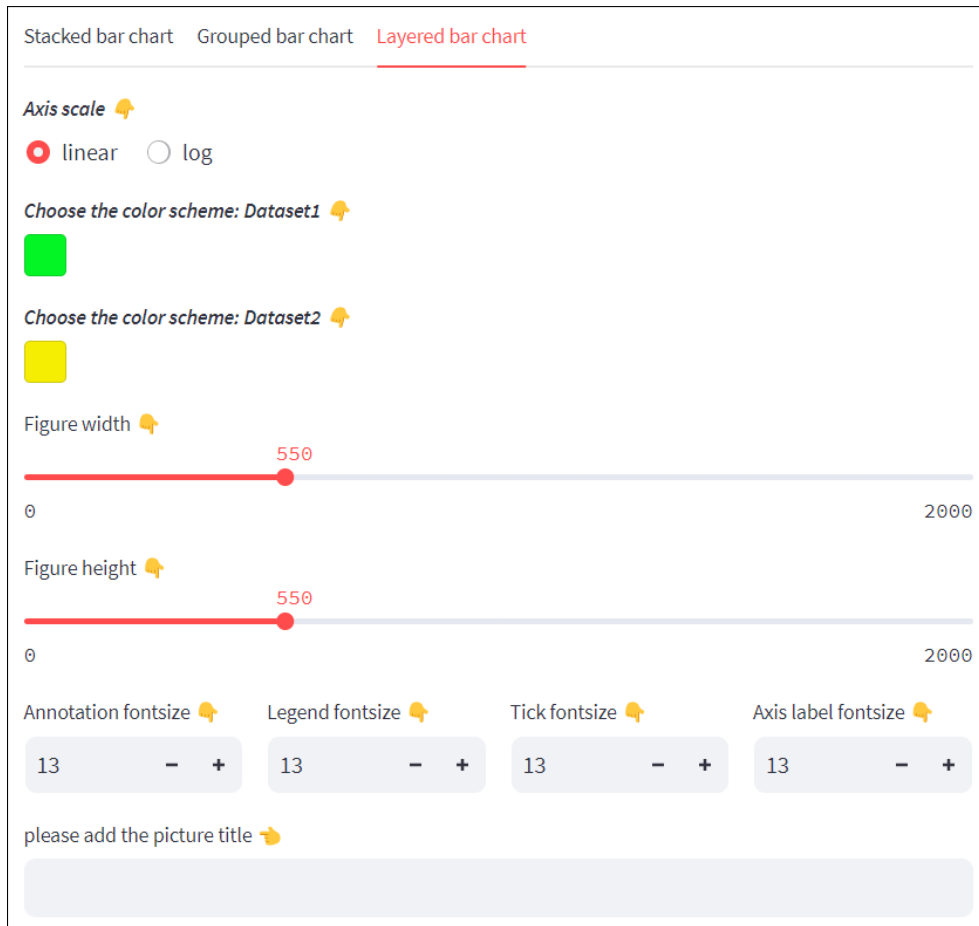 Stacked bar chart Grouped bar chart Layered bar chart
Axis scale 👇
linear log
Choose the color scheme: Dataset1 👇
Choose the color scheme: Dataset2 👇
Figure width 👇
550
0 2000
Figure height 👇
550
0 2000
Annotation fontsize 👇 Legend fontsize 👇 Tick fontsize 👇 Axis label fontsize 👇
13 − + 13 − + 13 − + 13 − +
please add the picture title 👈